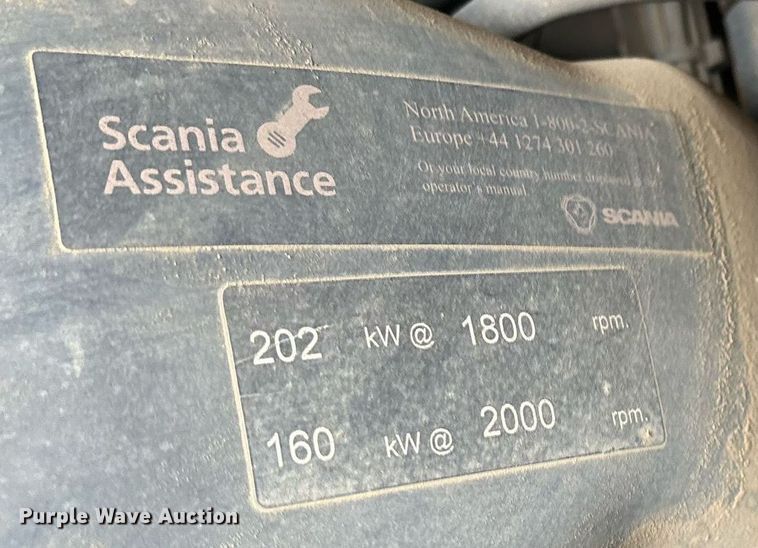 Scania
Assistance
North America 1-800-2-SCANIA
Europe +44 1274 301 260
Or your local country number
operator's manual
SCANIA
202 kW @ 1800 rpm.
160 kW @ 2000 rpm.
Purple Wave Auction